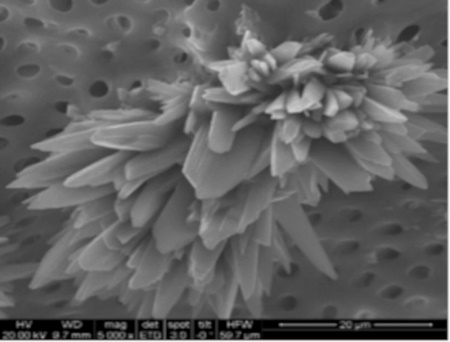 HV WD mag det spot tilt HFW 20 µm
20.00 kV 9.7 mm 5 000 x ETD 3.0 -0° 59.7 µm